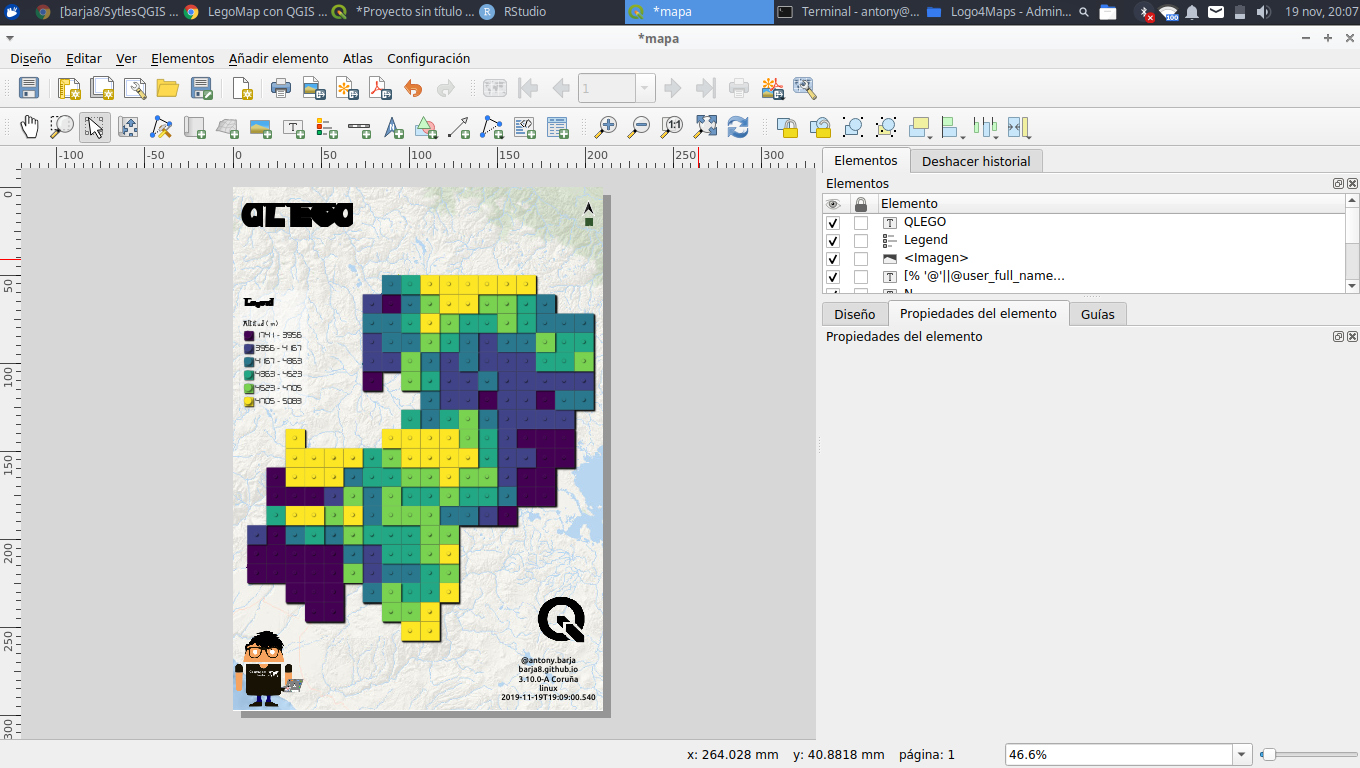 [barja8/SytlesQGIS ...
LegoMap con QGIS ...
*Proyecto sin título ...
RStudio
*mapa
Terminal - antony@...
Logo4Maps - Admin...
100
19 nov, 20:07
*mapa
Diseño Editar Ver Elementos Añadir elemento Atlas Configuración
1
1:1
-100 -50 0 50 100 150 200 250 300
0
50
100
150
200
250
300
QLEGO
Legend
Altitud (m)
1741 - 3956
3956 - 4167
4167 - 4363
4363 - 4523
4523 - 4705
4705 - 5083
@antony.barja
barja8.github.io
3.10.0-A Coruña
linux
2019-11-19T19:09:00.540
Elementos Deshacer historial
Elementos
Elemento
QLEGO
Legend
<Imagen>
[% '@'||@user_full_name...
N
Diseño Propiedades del elemento Guías
Propiedades del elemento
x: 264.028 mm y: 40.8818 mm página: 1 46.6%